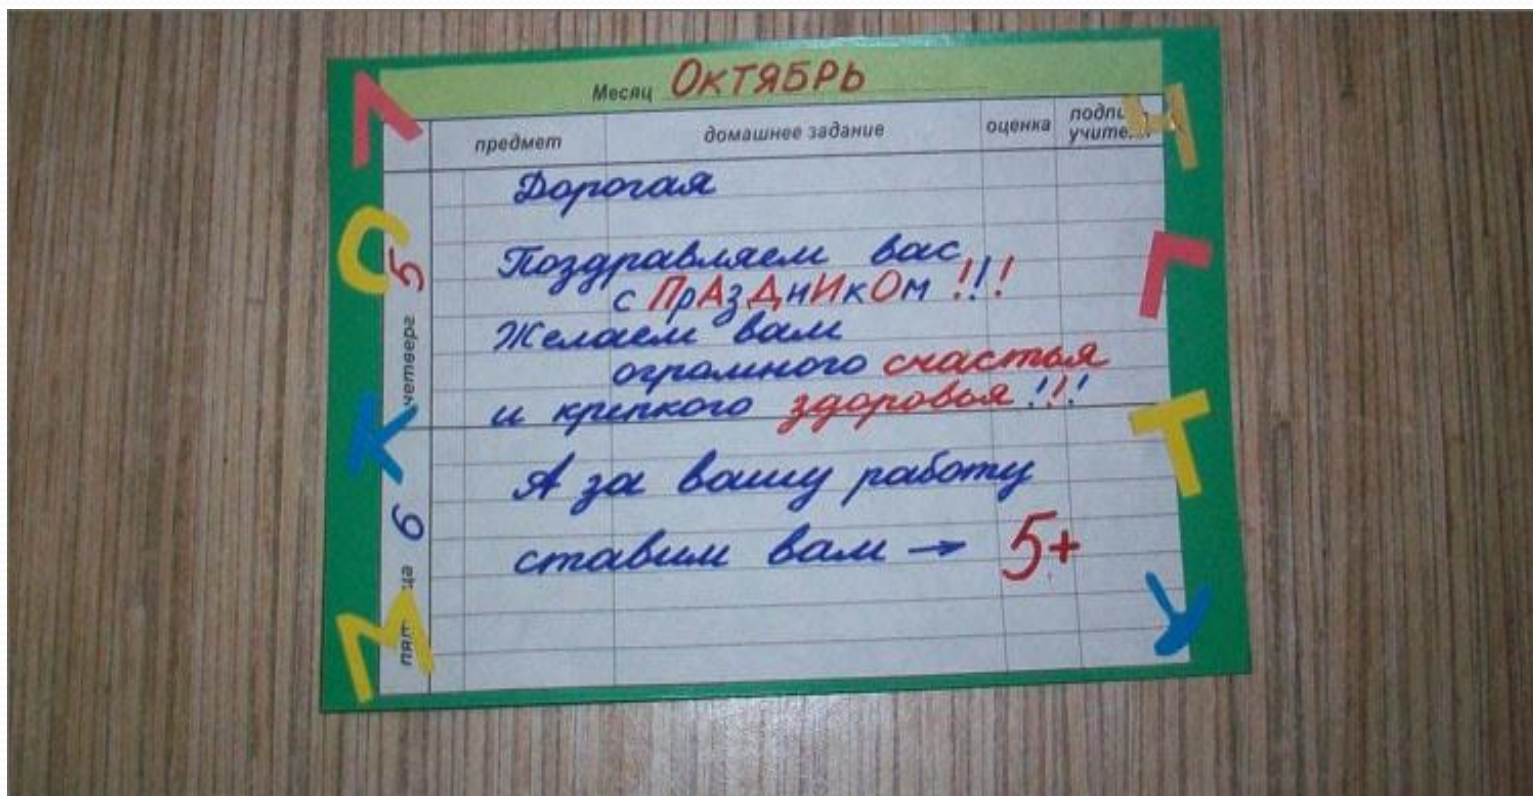 Месяц ОКТЯБРЬ
предмет домашнее задание оценка
Дорогая
Поздравляем вас
с ПрАзДнИкОм !!!
Желаем вам
огромного счастья
и крепкого здоровья !!!
А за вашу работу
ставим вам → 5+
четверг 5
6
Л
С
К
М
Н
Г
Т
У